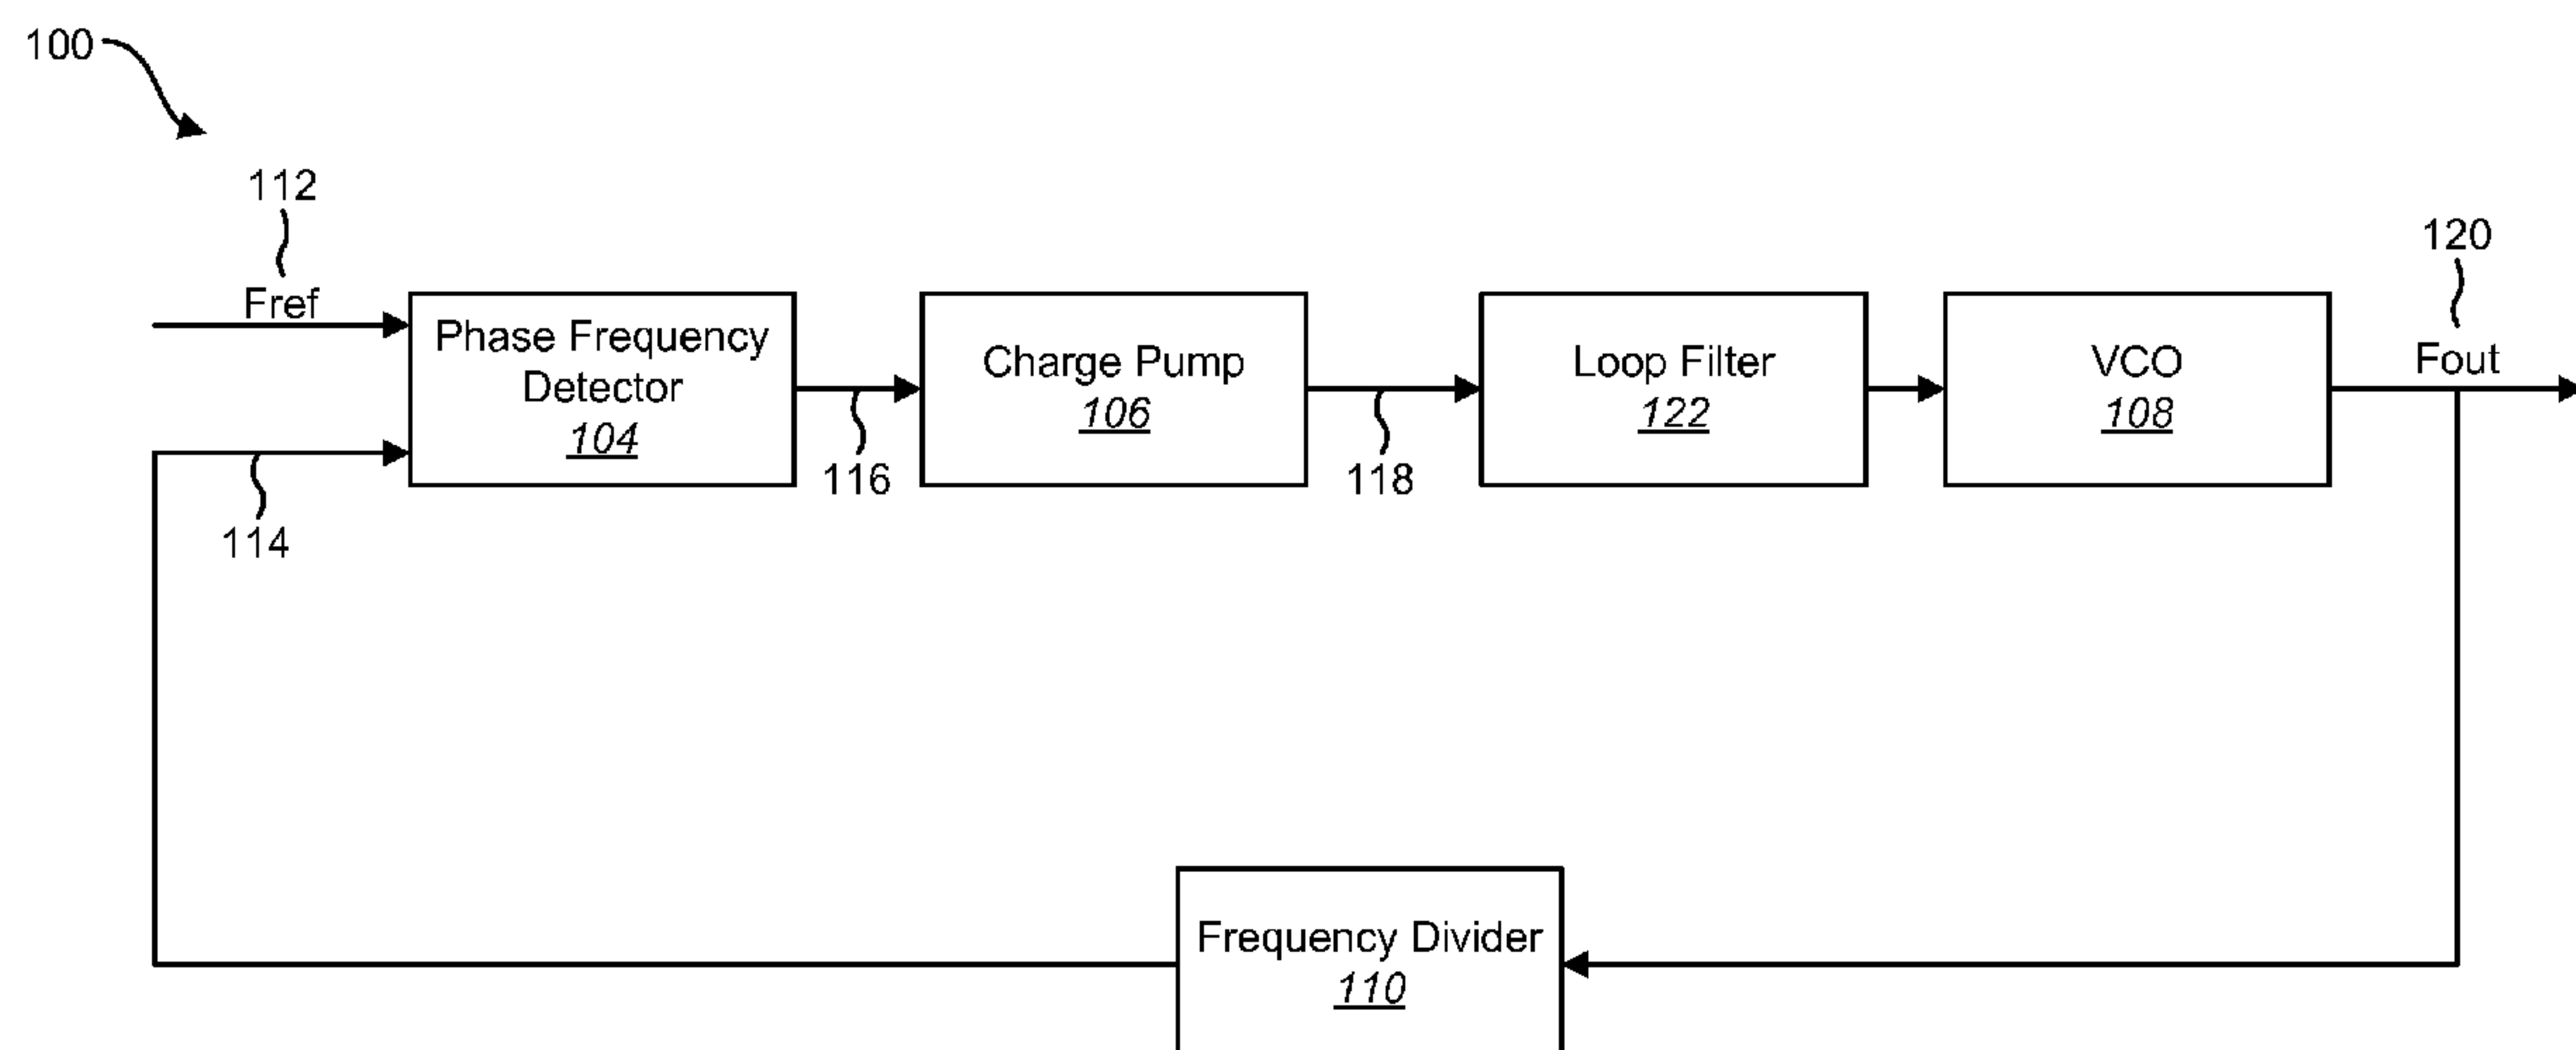 100
112
Fref
120
Fout
Phase Frequency
Detector
104
Charge Pump
106
Loop Filter
122
VCO
108
116
118
114
Frequency Divider
110